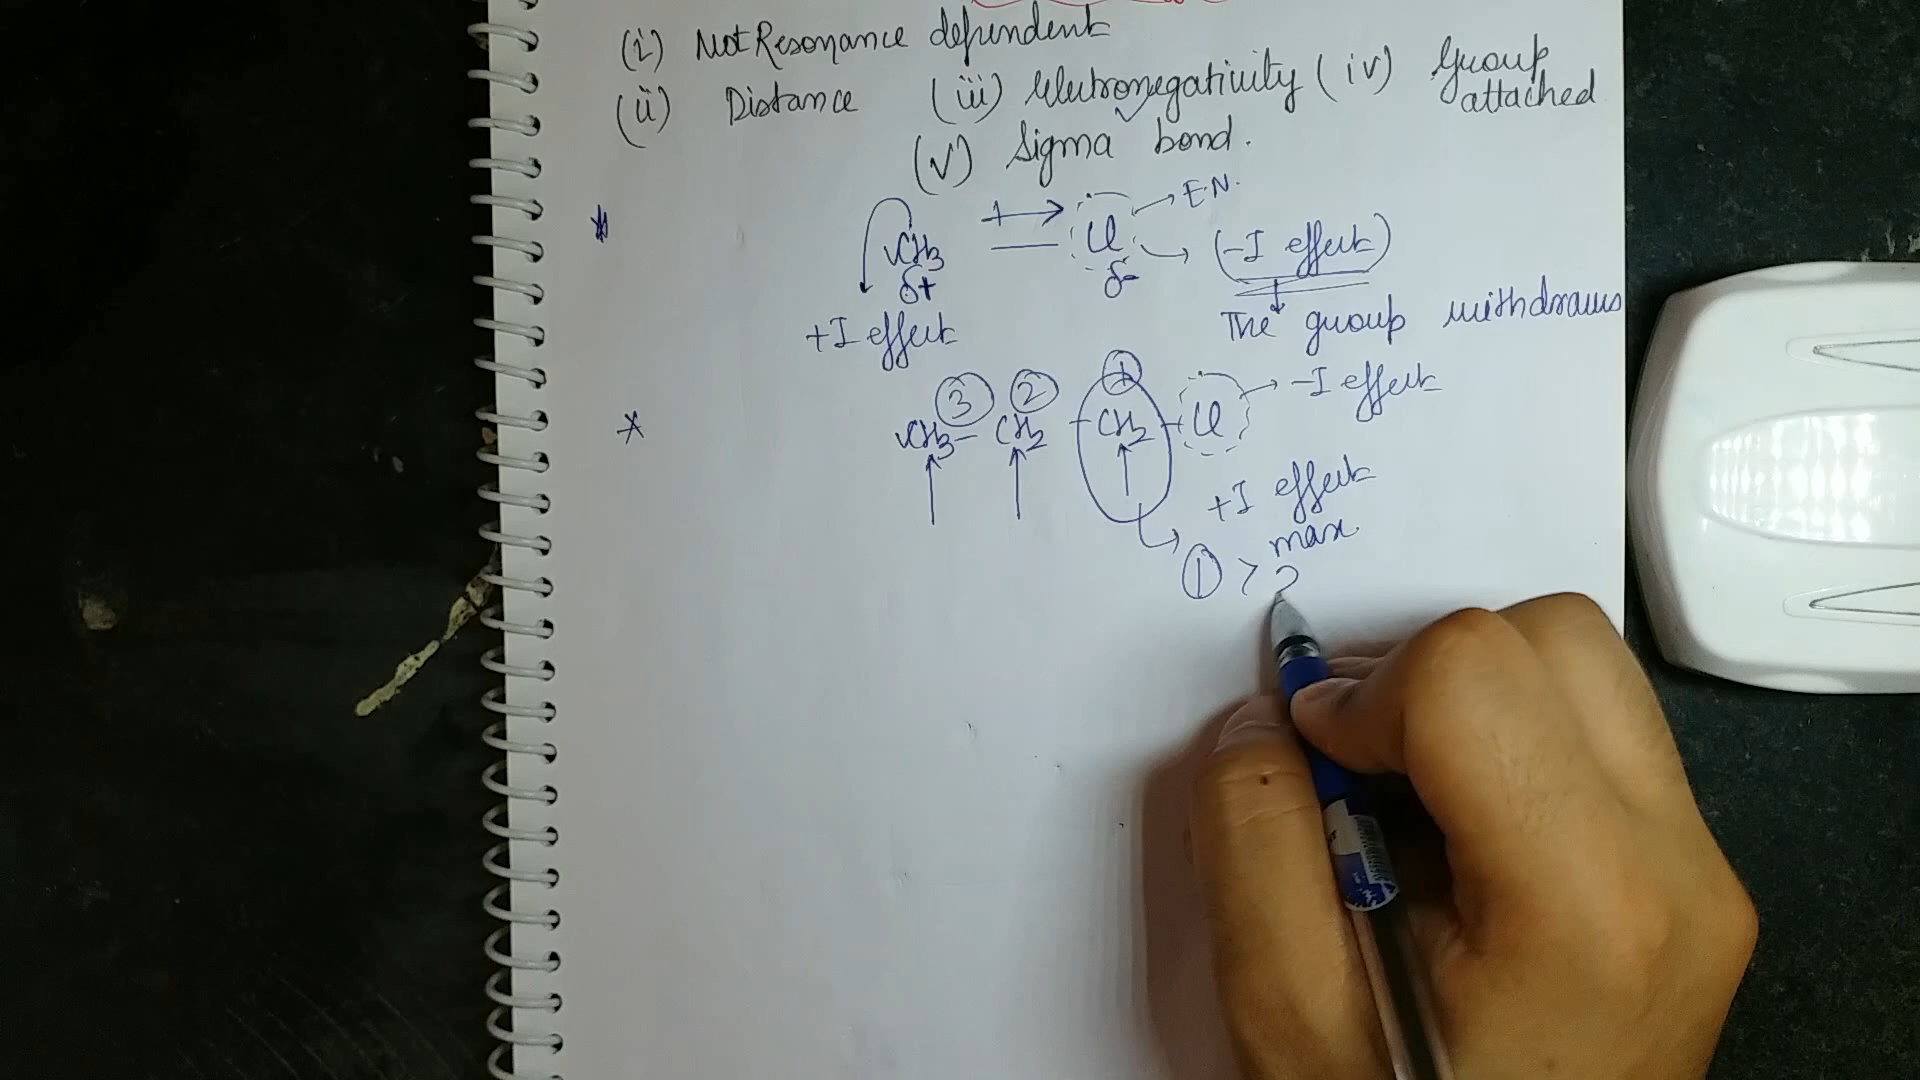 (i) Not Resonance dependent
(ii) Distance (iii) Eletronegativity (iv) Group attached
(v) Sigma bond.
CH3 Cl → E.N.
δ+ δ- → (-I effect)
+I effect The group withdraws
③ ② ①
CH3 - CH2 - CH2 - Cl → -I effect
+I effect
max.
① > 2